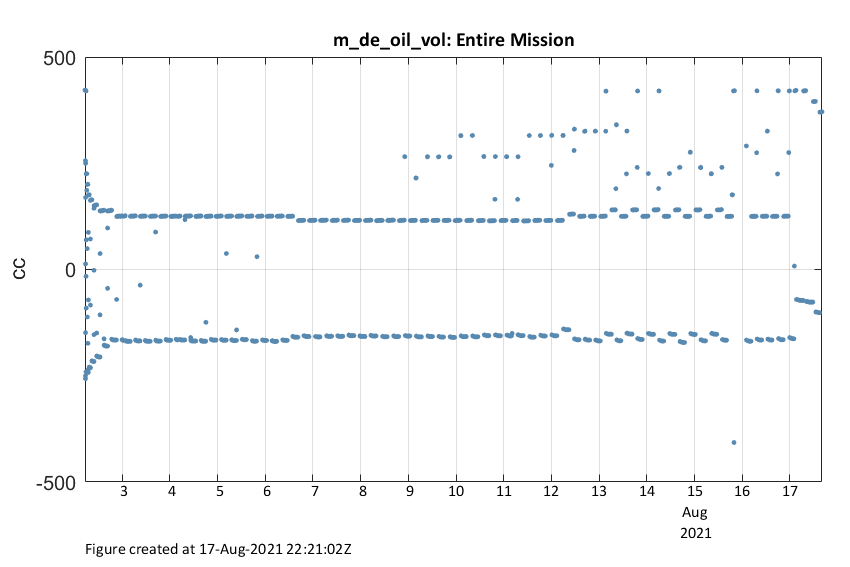 m_de_oil_vol: Entire Mission
500
0
-500
CC
3 4 5 6 7 8 9 10 11 12 13 14 15 16 17
Aug
2021
Figure created at 17-Aug-2021 22:21:02Z